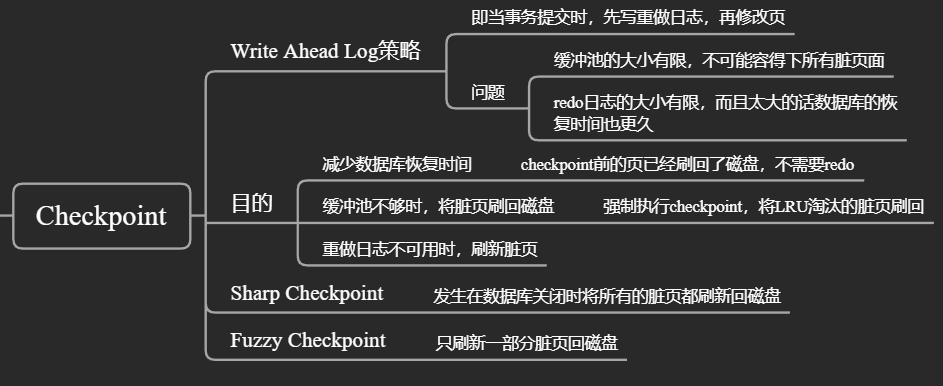 Checkpoint
Write Ahead Log策略
即当事务提交时，先写重做日志，再修改页
问题
缓冲池的大小有限，不可能容得下所有脏页面
redo日志的大小有限，而且太大的话数据库的恢
复时间也更久
目的
减少数据库恢复时间
checkpoint前的页已经刷回了磁盘，不需要redo
缓冲池不够时，将脏页刷回磁盘
强制执行checkpoint，将LRU淘汰的脏页刷回
重做日志不可用时，刷新脏页
Sharp Checkpoint
发生在数据库关闭时将所有的脏页都刷新回磁盘
Fuzzy Checkpoint
只刷新一部分脏页回磁盘